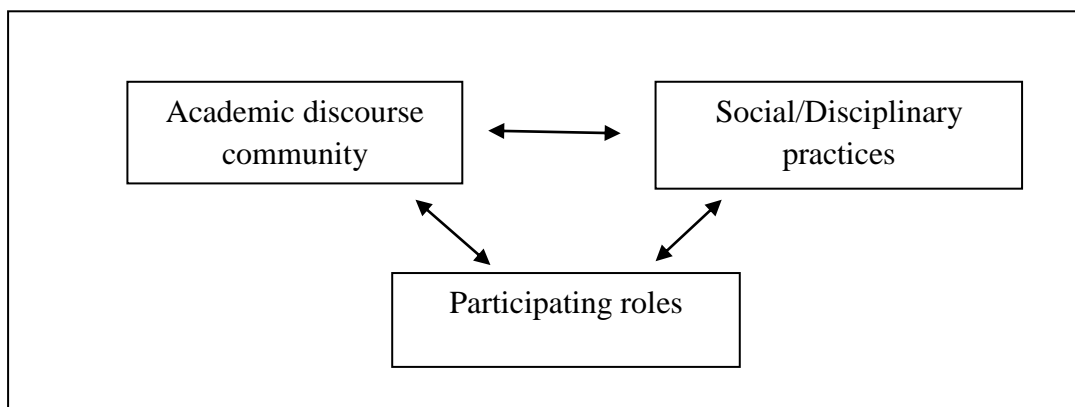 Academic discourse
community
Social/Disciplinary
practices
Participating roles